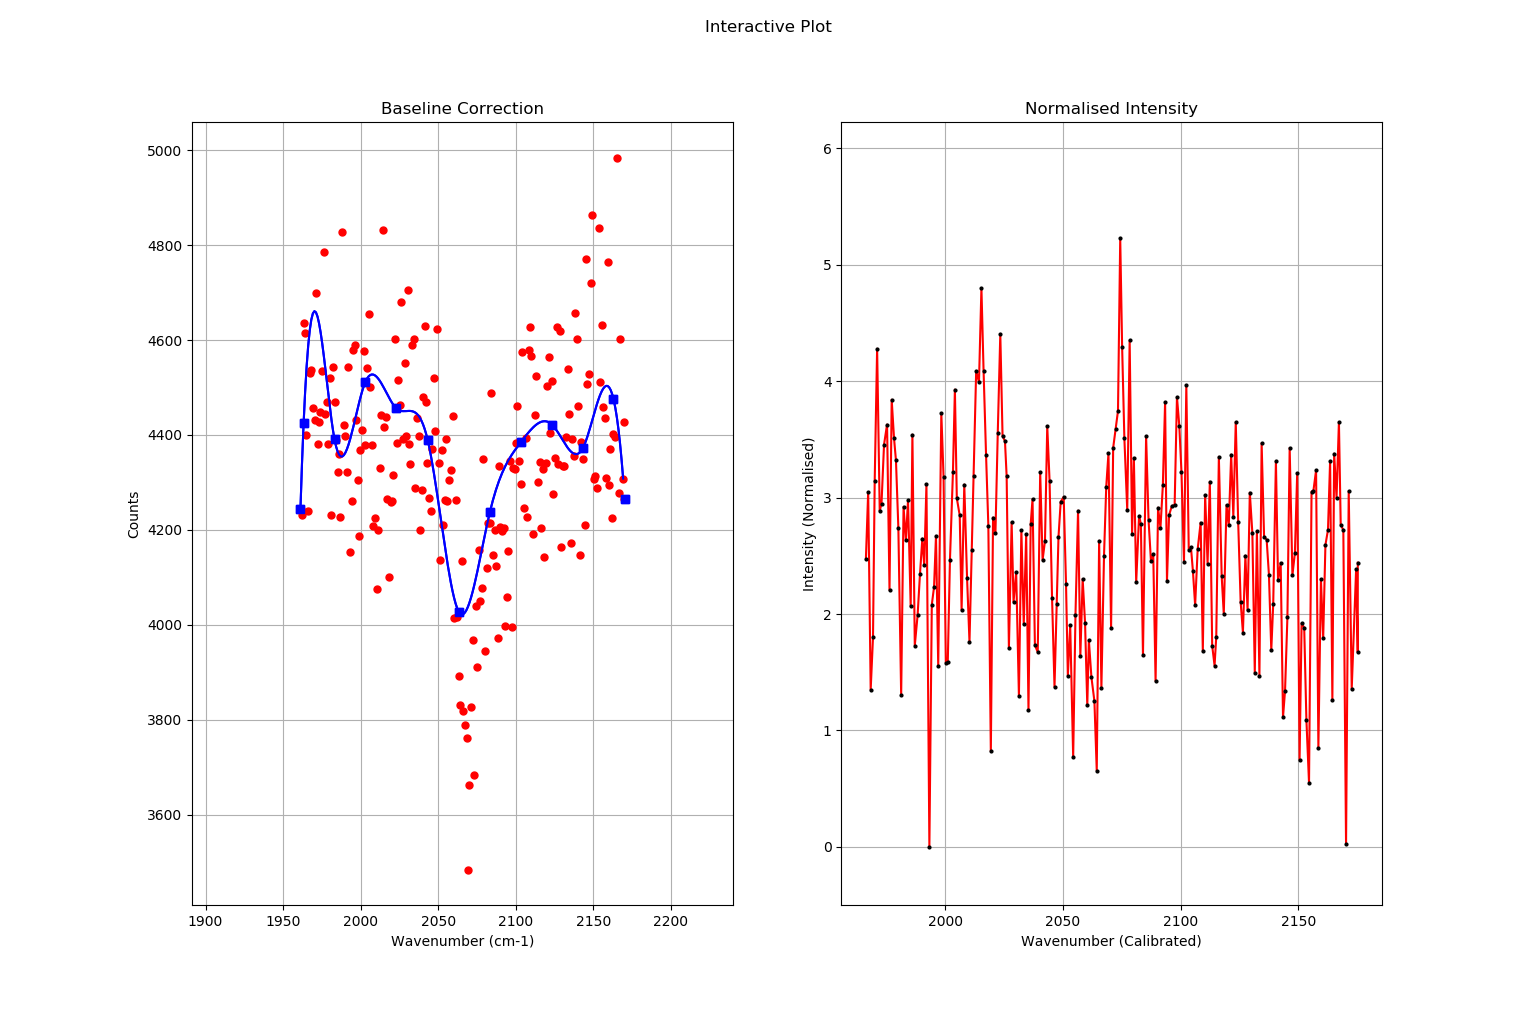 Interactive Plot
Baseline Correction
Counts
5000
4800
4600
4400
4200
4000
3800
3600
1900 1950 2000 2050 2100 2150 2200
Wavenumber (cm-1)
Normalised Intensity
Intensity (Normalised)
6
5
4
3
2
1
0
2000 2050 2100 2150
Wavenumber (Calibrated)